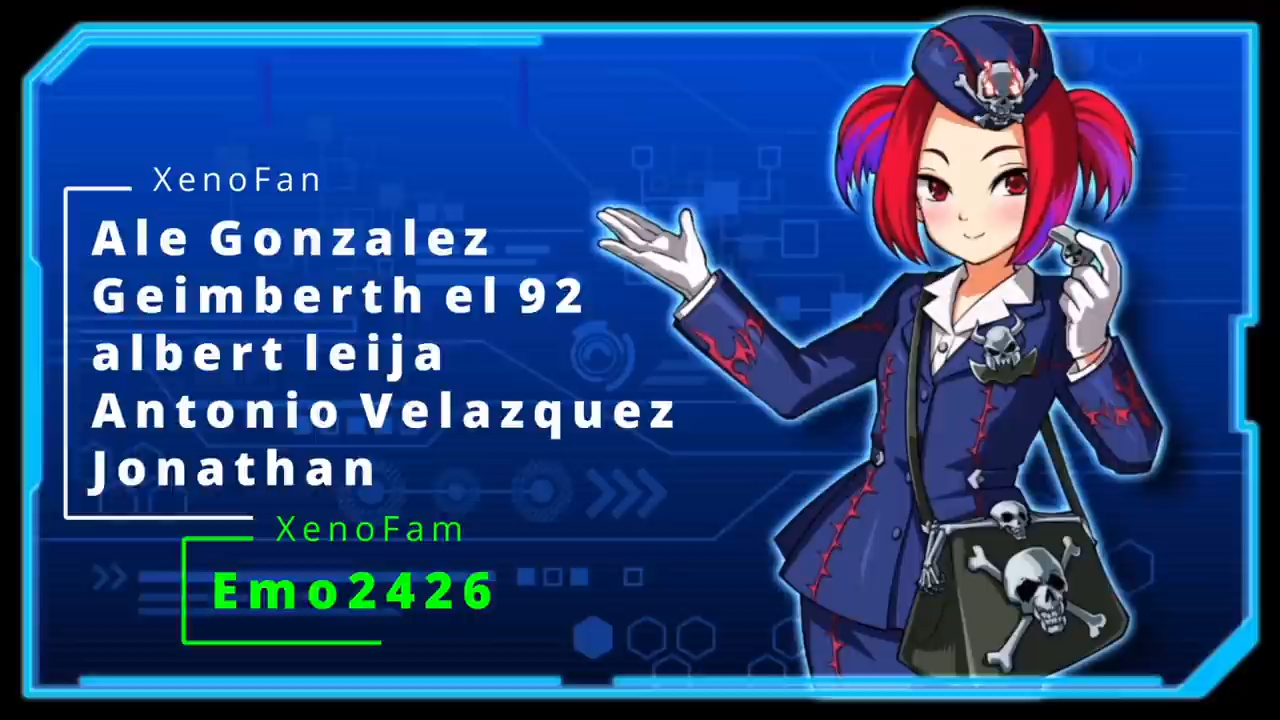 XenoFan
Ale Gonzalez
Geimberth el 92
albert leija
Antonio Velazquez
Jonathan
XenoFam
Emo2426